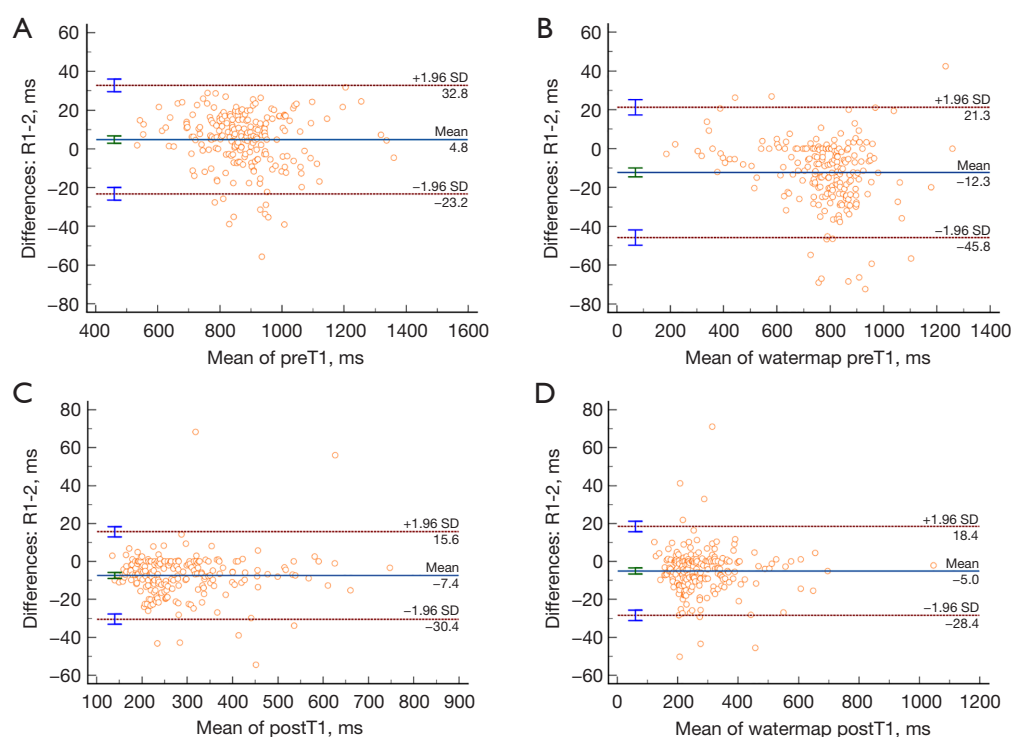 A
Differences: R1-2, ms
60
40
20
0
−20
−40
−60
−80
+1.96 SD
32.8
Mean
4.8
−1.96 SD
−23.2
400 600 800 1000 1200 1400 1600
Mean of preT1, ms
B
Differences: R1-2, ms
60
40
20
0
−20
−40
−60
−80
+1.96 SD
21.3
Mean
−12.3
−1.96 SD
−45.8
0 200 400 600 800 1000 1200 1400
Mean of watermap preT1, ms
C
Differences: R1-2, ms
80
60
40
20
0
−20
−40
−60
+1.96 SD
15.6
Mean
−7.4
−1.96 SD
−30.4
100 200 300 400 500 600 700 800 900
Mean of postT1, ms
D
Differences: R1-2, ms
80
60
40
20
0
−20
−40
−60
+1.96 SD
18.4
Mean
−5.0
−1.96 SD
−28.4
0 200 400 600 800 1000 1200
Mean of watermap postT1, ms